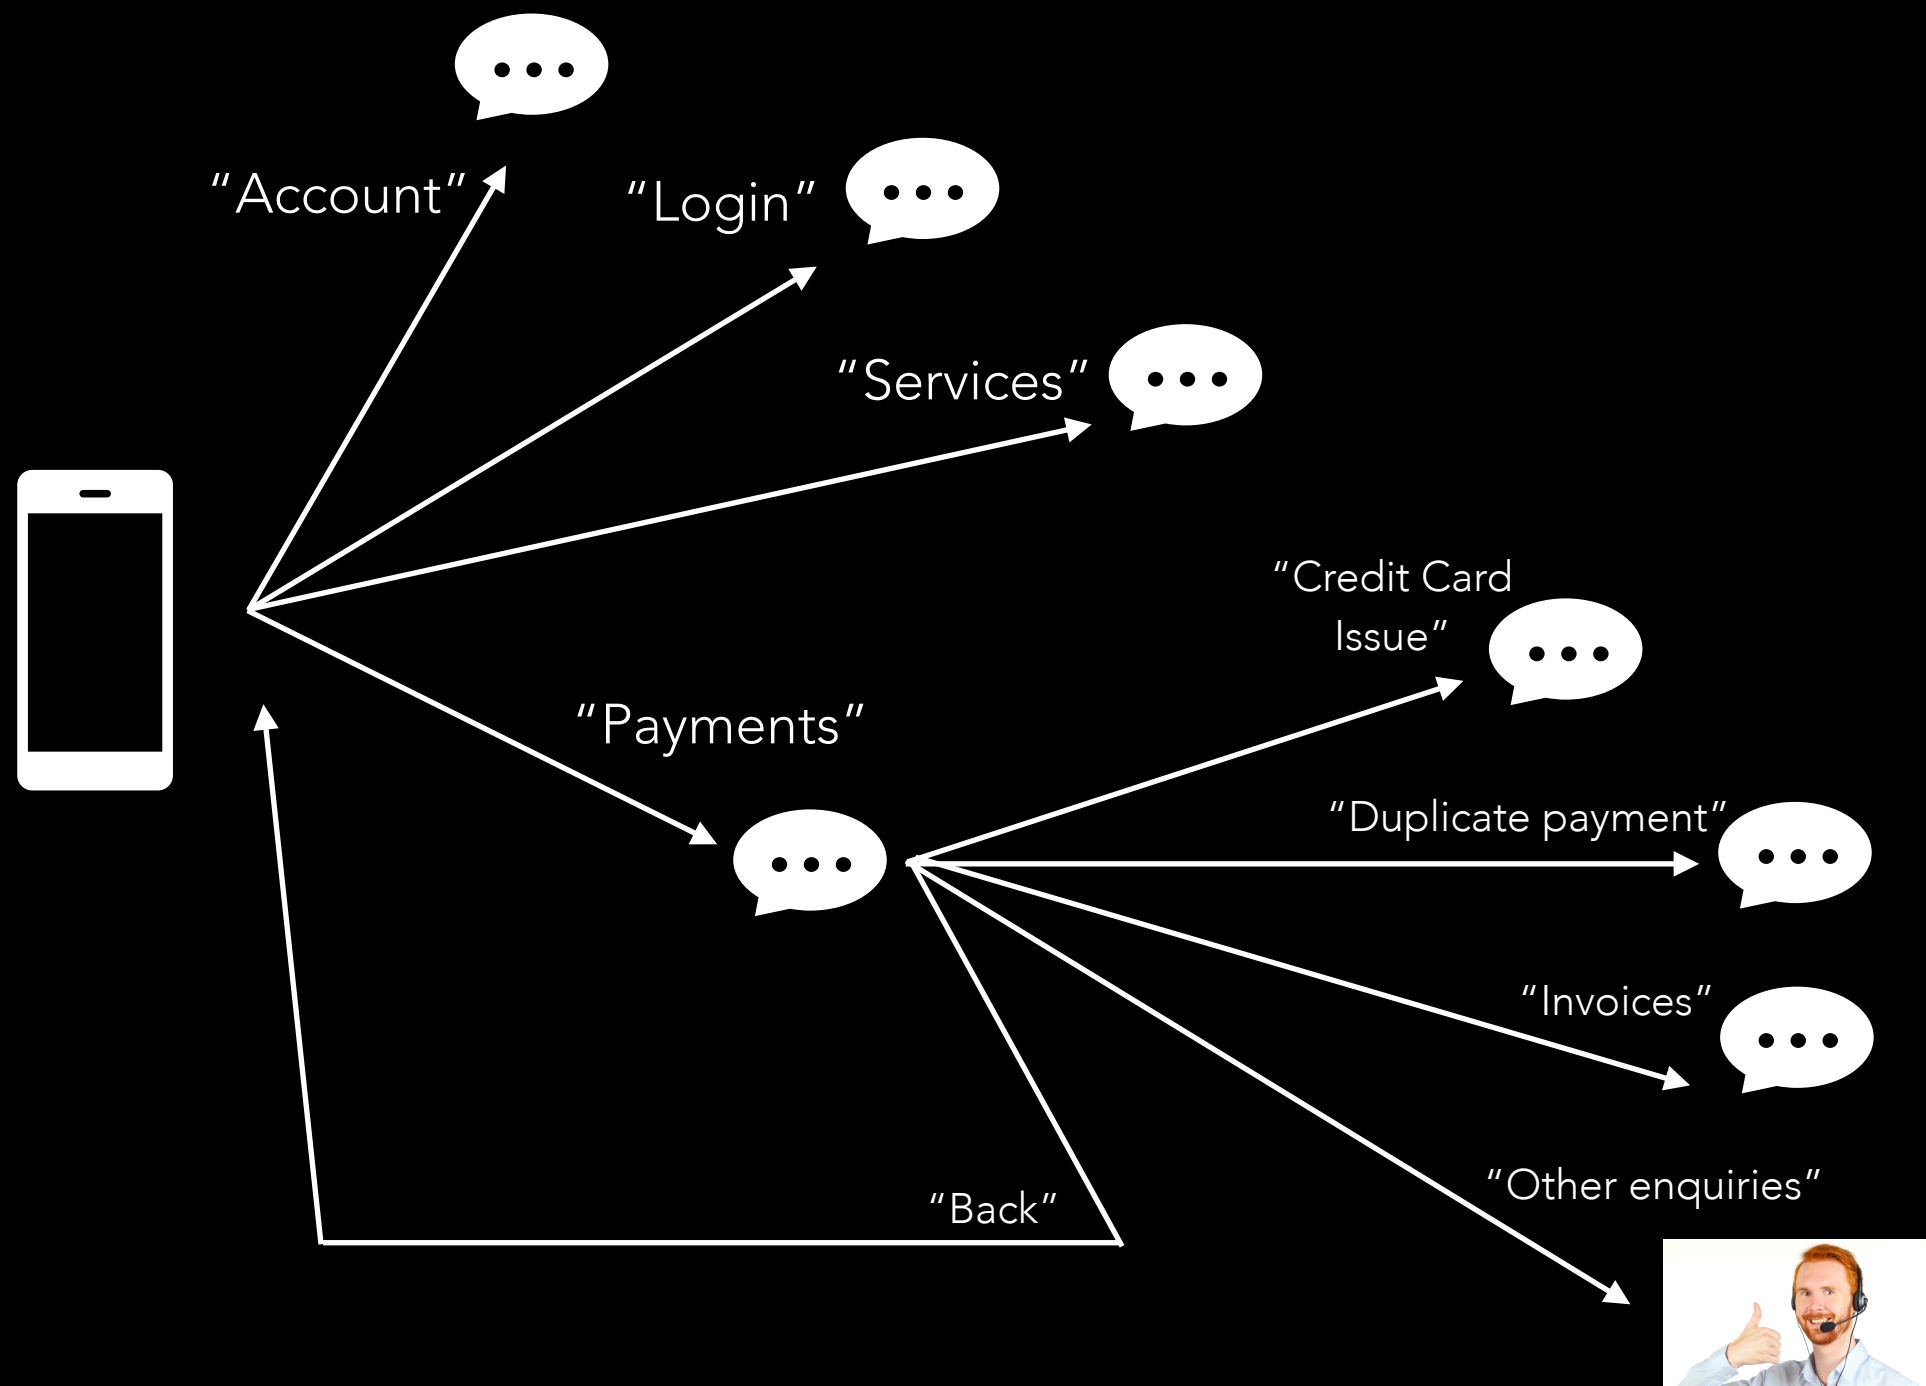 “Account”
“Login”
“Services”
“Credit Card
Issue”
“Payments”
“Duplicate payment”
“Invoices”
“Other enquiries”
“Back”